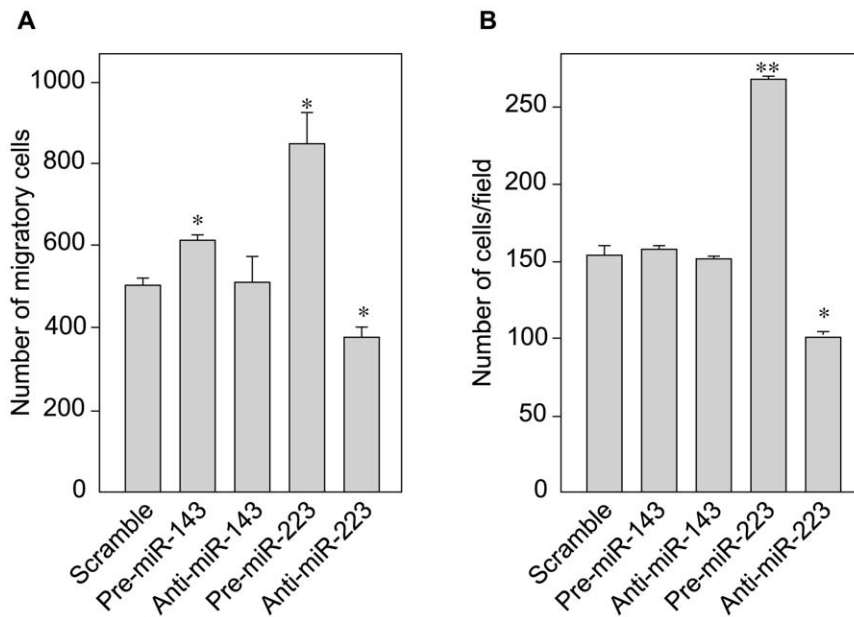 A
Number of migratory cells
1000
800
600
400
200
0
*
*
*
Scramble
Pre-miR-143
Anti-miR-143
Pre-miR-223
Anti-miR-223
B
Number of cells/field
250
200
150
100
50
0
**
*
Scramble
Pre-miR-143
Anti-miR-143
Pre-miR-223
Anti-miR-223